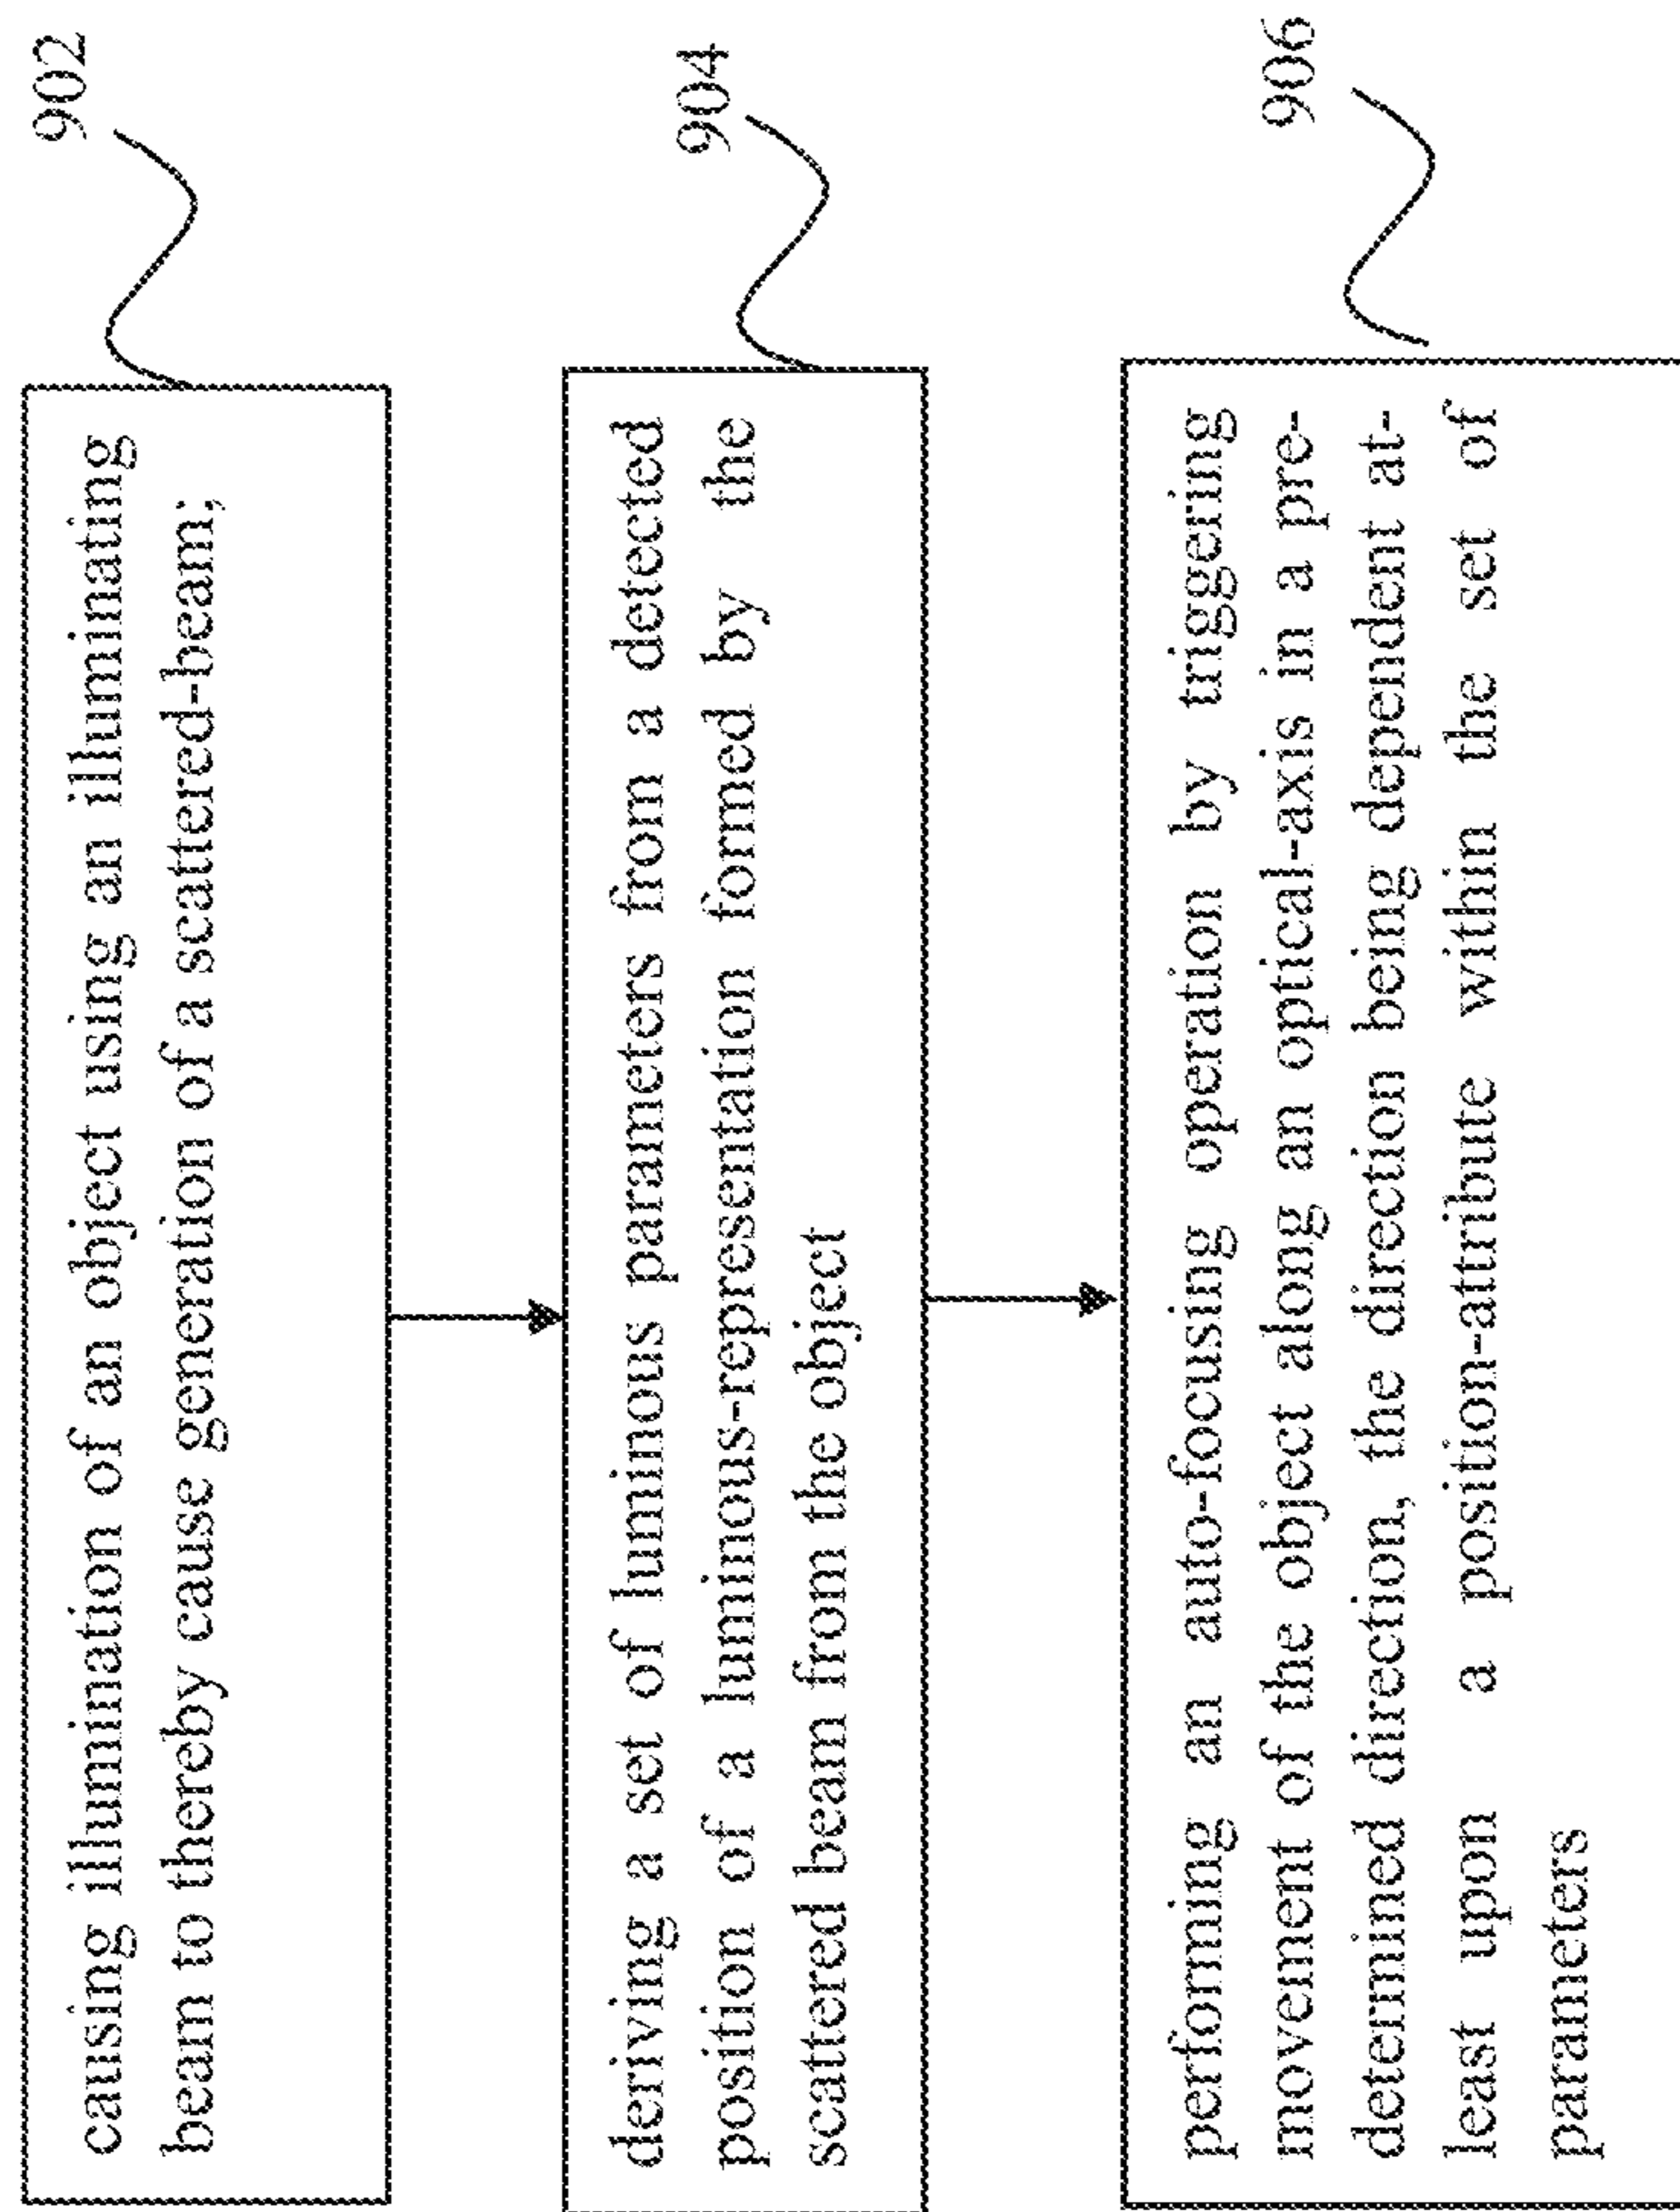 902
causing illumination of an object using an illuminating
beam to thereby cause generation of a scattered-beam;
904
deriving a set of luminous parameters from a detected
position of a luminous-representation formed by the
scattered beam from the object
906
performing an auto-focusing operation by triggering
movement of the object along an optical-axis in a pre-
determined direction, the direction being dependent at-
least upon a position-attribute within the set of
parameters